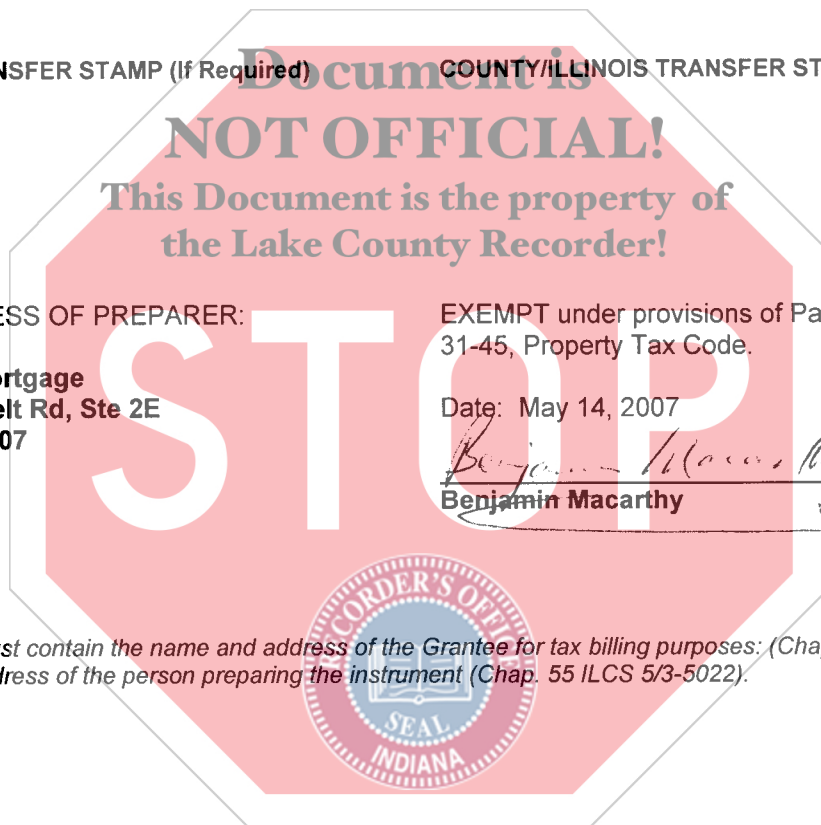 NSFER STAMP (If Required) COUNTY/ILLINOIS TRANSFER ST
Document is
NOT OFFICIAL!
This Document is the property of
the Lake County Recorder!
ESS OF PREPARER:
ortgage
elt Rd, Ste 2E
07
EXEMPT under provisions of Pa
31-45, Property Tax Code.
Date: May 14, 2007
Benjamin Macarthy
STOP
st contain the name and address of the Grantee for tax billing purposes: (Cha
dress of the person preparing the instrument (Chap. 55 ILCS 5/3-5022).
RECORDER'S OFFICE
SEAL
INDIANA